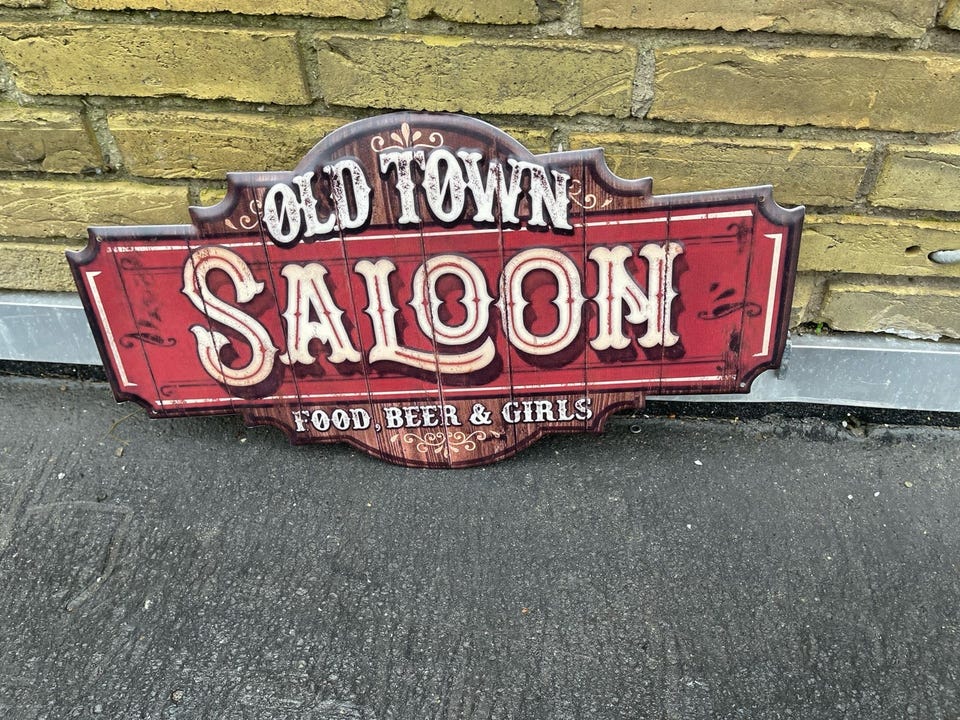 OLD TOWN
SALOON
FOOD, BEER & GIRLS